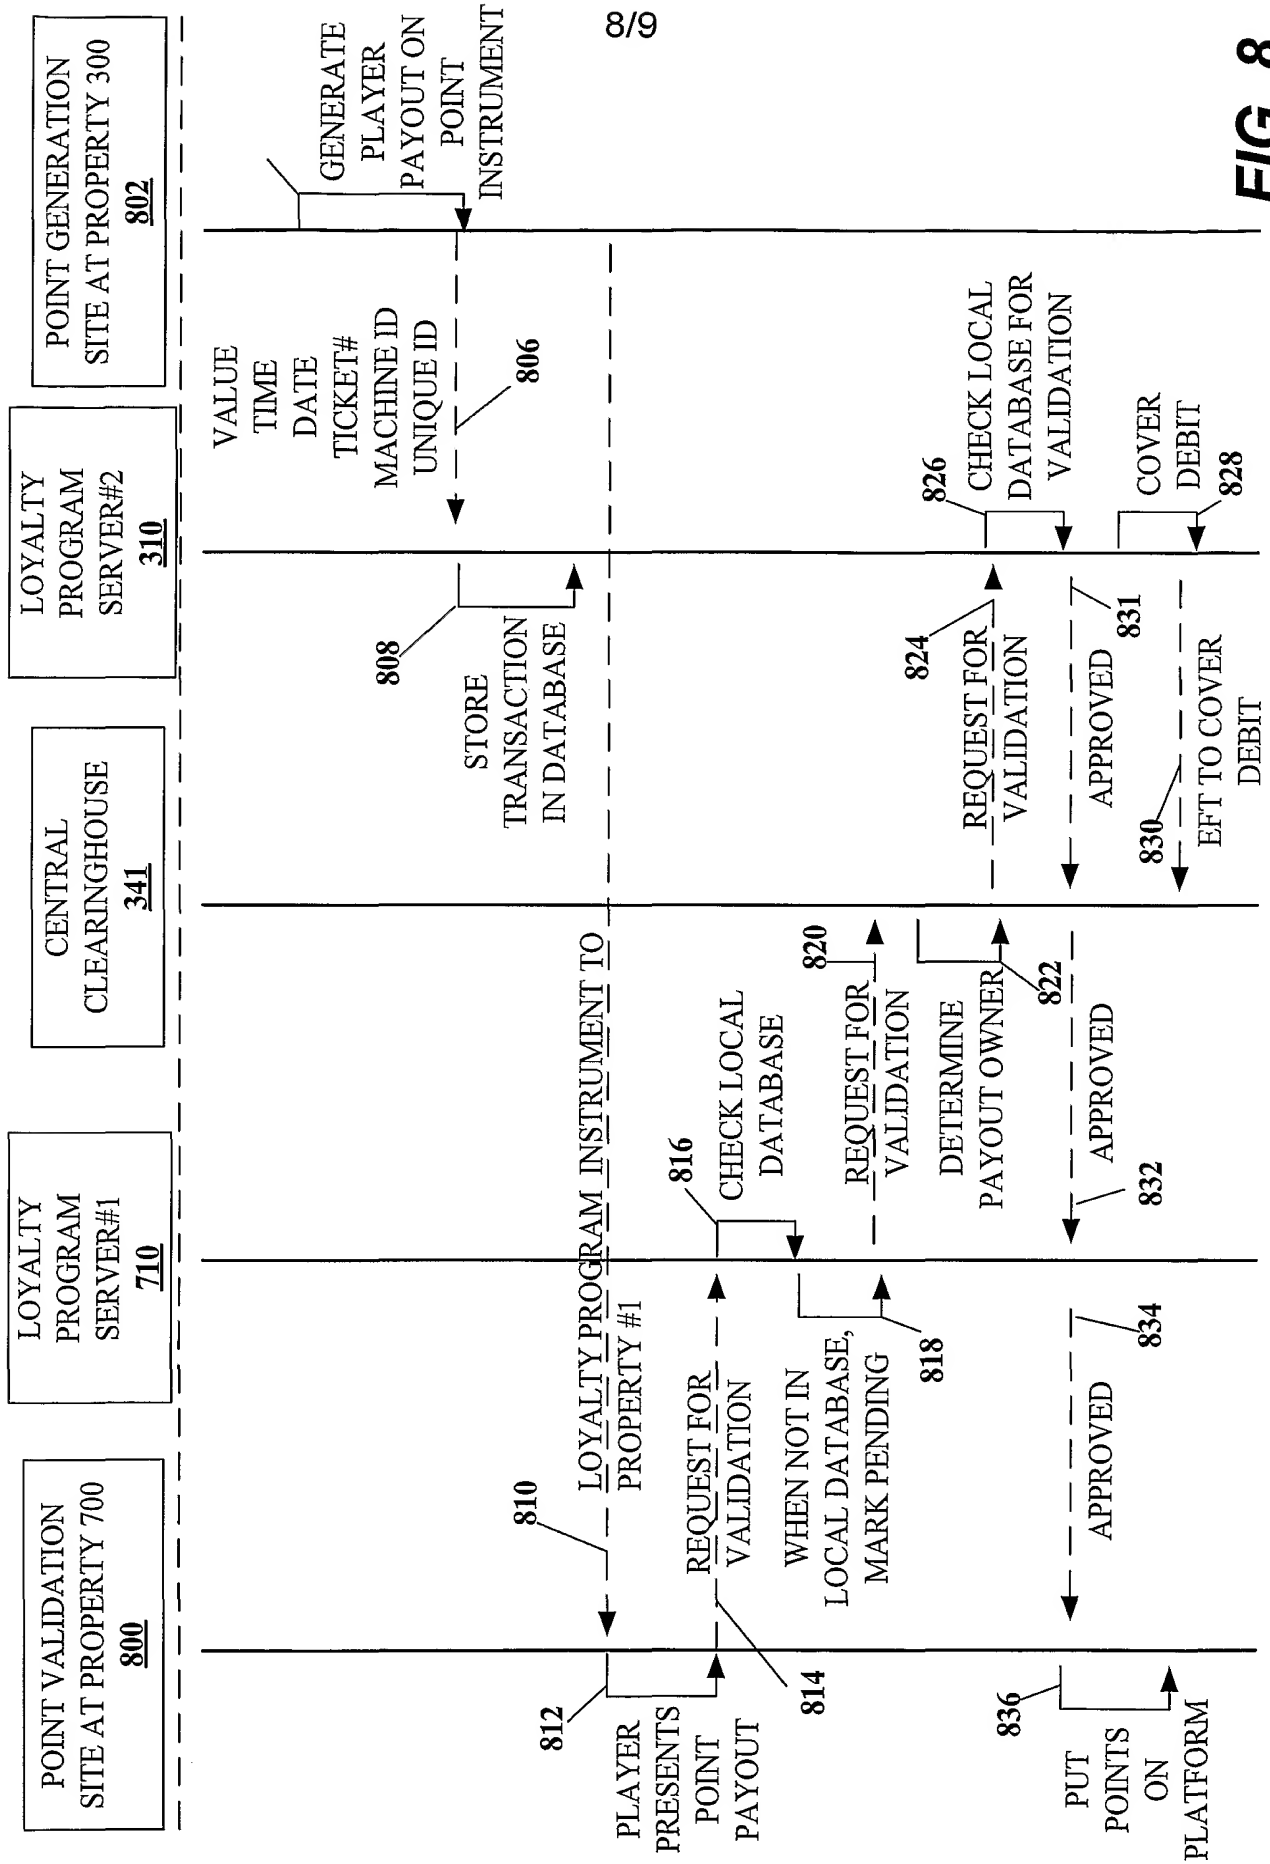 8/9
POINT VALIDATION
SITE AT PROPERTY 700
800
LOYALTY
PROGRAM
SERVER#1
710
CENTRAL
CLEARINGHOUSE
341
LOYALTY
PROGRAM
SERVER#2
310
POINT GENERATION
SITE AT PROPERTY 300
802
GENERATE
PLAYER
PAYOUT ON
POINT
INSTRUMENT
VALUE
TIME
DATE
TICKET#
MACHINE ID
UNIQUE ID
806
808
STORE
TRANSACTION
IN DATABASE
810
LOYALTY PROGRAM INSTRUMENT TO
PROPERTY #1
812
PLAYER
PRESENTS
POINT
PAYOUT
814
REQUEST FOR
VALIDATION
816
CHECK LOCAL
DATABASE
WHEN NOT IN
LOCAL DATABASE,
MARK PENDING
818
820
REQUEST FOR
VALIDATION
DETERMINE
PAYOUT OWNER
822
824
REQUEST FOR
VALIDATION
826
CHECK LOCAL
DATABASE FOR
VALIDATION
APPROVED
831
COVER
DEBIT
828
830
EFT TO COVER
DEBIT
APPROVED
832
APPROVED
834
836
PUT
POINTS
ON
PLATFORM
FIG. 8